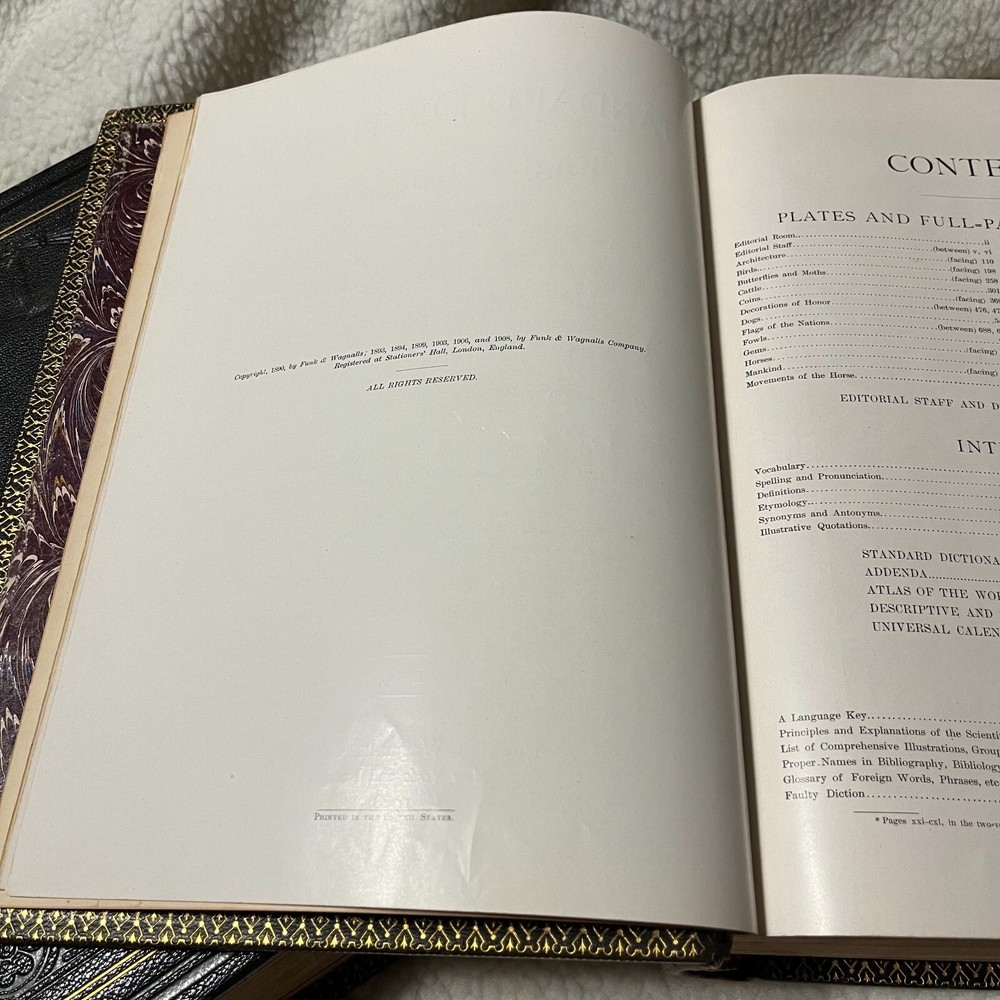 Copyright, 1890, by Funk & Wagnalls; 1893, 1894, 1899, 1903, 1906, and 1908, by Funk & Wagnalls Company.
Registered at Stationers' Hall, London, England.
ALL RIGHTS RESERVED.
PRINTED IN THE UNITED STATES.
CONTE
PLATES AND FULL-PA
Editorial Room..........ii
Editorial Staff..........(between) v, vi
Architecture..........(facing) 110
Birds..........(facing) 198
Butterflies and Moths..........(facing) 258
Cattle..........301
Coins..........(facing) 36
Decorations of Honor..........(between) 476, 47
Dogs..........
Flags of the Nations..........(between) 688, 6
Fowls..........
Gems..........(facing)
Horses..........
Mankind..........(facing)
Movements of the Horse..........
EDITORIAL STAFF AND D
INT
Vocabulary..........
Spelling and Pronunciation..........
Definitions..........
Etymology..........
Synonyms and Antonyms..........
Illustrative Quotations..........
STANDARD DICTIONA
ADDENDA..........
ATLAS OF THE WOR
DESCRIPTIVE AND
UNIVERSAL CALEN
A Language Key..........
Principles and Explanations of the Scienti
List of Comprehensive Illustrations, Group
Proper Names in Bibliography, Bibliology
Glossary of Foreign Words, Phrases, etc
Faulty Diction..........
* Pages xxi-cxl, in the two-v